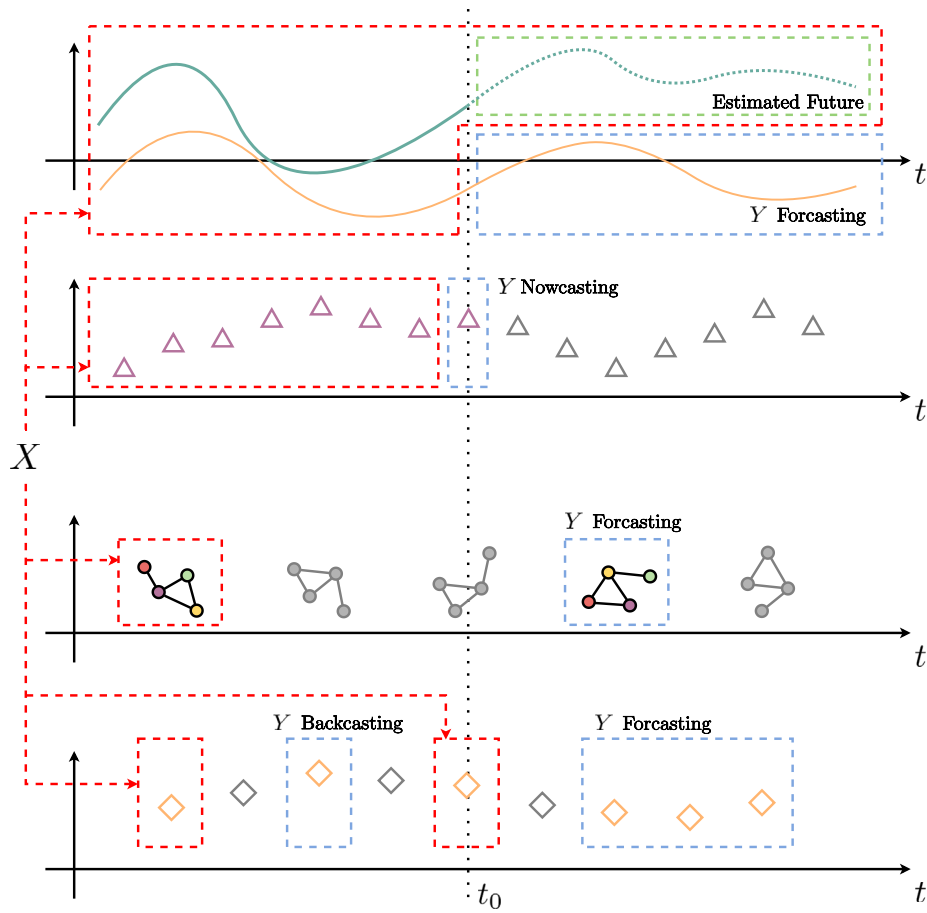 Estimated Future
t
Y Forcasting
Y Nowcasting
t
X
Y Forcasting
t
Y Backcasting
Y Forcasting
t₀
t